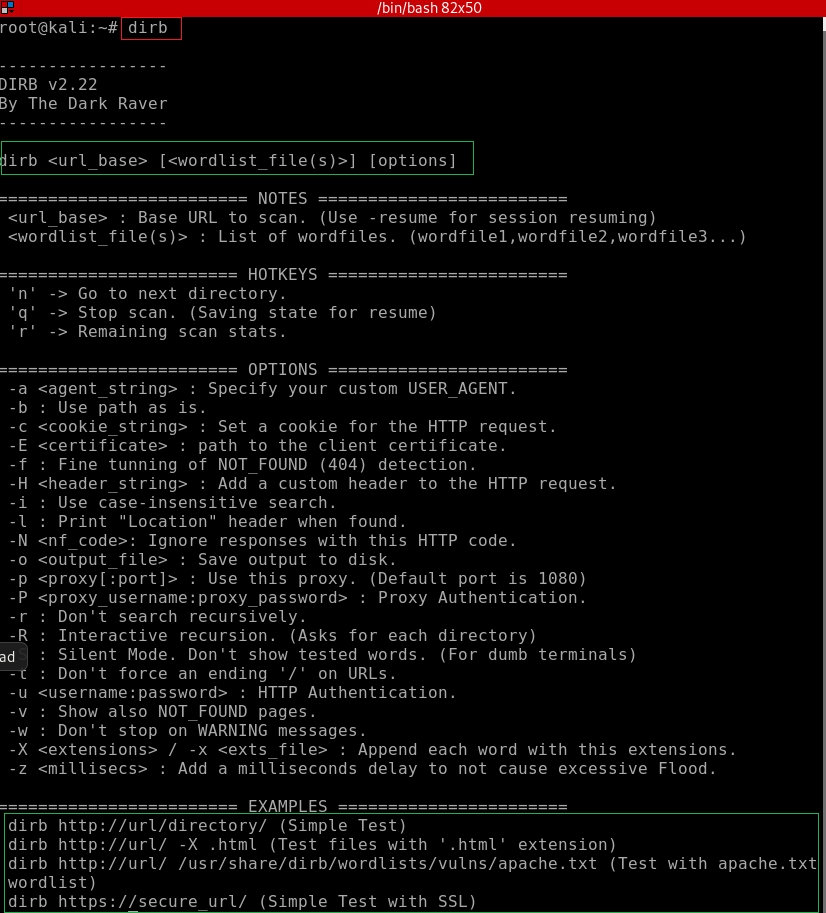 /bin/bash 82x50
root@kali:~# dirb
-----------------
DIRB v2.22
By The Dark Raver
-----------------
dirb <url_base> [<wordlist_file(s)>] [options]
========================= NOTES =========================
<url_base> : Base URL to scan. (Use -resume for session resuming)
<wordlist_file(s)> : List of wordfiles. (wordfile1,wordfile2,wordfile3...)
======================== HOTKEYS ========================
'n' -> Go to next directory.
'q' -> Stop scan. (Saving state for resume)
'r' -> Remaining scan stats.
======================== OPTIONS ========================
-a <agent_string> : Specify your custom USER_AGENT.
-b : Use path as is.
-c <cookie_string> : Set a cookie for the HTTP request.
-E <certificate> : path to the client certificate.
-f : Fine tunning of NOT_FOUND (404) detection.
-H <header_string> : Add a custom header to the HTTP request.
-i : Use case-insensitive search.
-l : Print "Location" header when found.
-N <nf_code>: Ignore responses with this HTTP code.
-o <output_file> : Save output to disk.
-p <proxy[:port]> : Use this proxy. (Default port is 1080)
-P <proxy_username:proxy_password> : Proxy Authentication.
-r : Don't search recursively.
-R : Interactive recursion. (Asks for each directory)
ad : Silent Mode. Don't show tested words. (For dumb terminals)
-t : Don't force an ending '/' on URLs.
-u <username:password> : HTTP Authentication.
-v : Show also NOT_FOUND pages.
-w : Don't stop on WARNING messages.
-X <extensions> / -x <exts_file> : Append each word with this extensions.
-z <millisecs> : Add a milliseconds delay to not cause excessive Flood.
======================== EXAMPLES =======================
dirb http://url/directory/ (Simple Test)
dirb http://url/ -X .html (Test files with '.html' extension)
dirb http://url/ /usr/share/dirb/wordlists/vulns/apache.txt (Test with apache.txt
wordlist)
dirb https://secure_url/ (Simple Test with SSL)